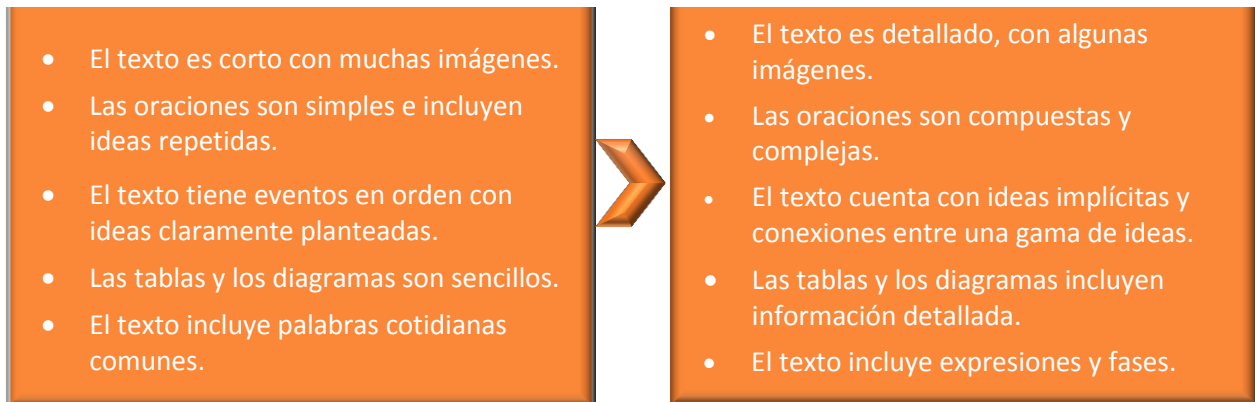 • El texto es corto con muchas imágenes.
• Las oraciones son simples e incluyen
ideas repetidas.
• El texto tiene eventos en orden con
ideas claramente planteadas.
• Las tablas y los diagramas son sencillos.
• El texto incluye palabras cotidianas
comunes.
• El texto es detallado, con algunas
imágenes.
• Las oraciones son compuestas y
complejas.
• El texto cuenta con ideas implícitas y
conexiones entre una gama de ideas.
• Las tablas y los diagramas incluyen
información detallada.
• El texto incluye expresiones y fases.